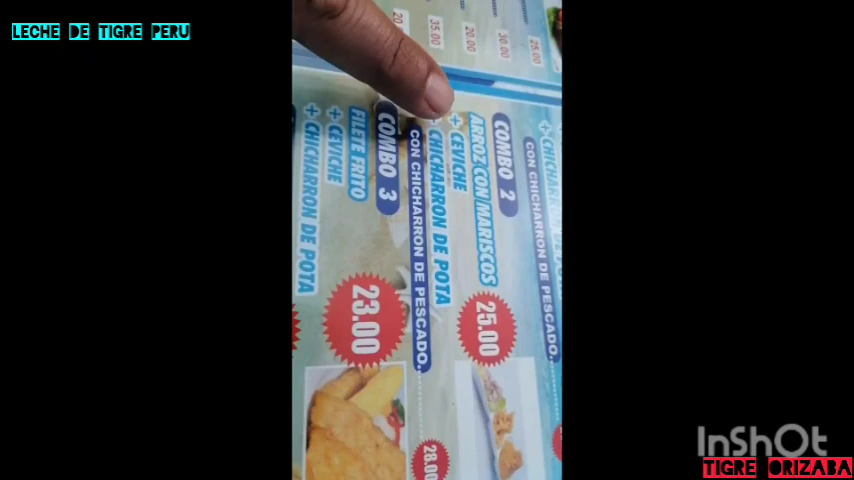 LECHE DE TIGRE PERU
20
35.00
20.00
30.00
25.00
+ CHICHARRON DE POTA
CON CHICHARRON DE PESCADO.
COMBO 2
ARROZ CON MARISCOS
+ CEVICHE
+ CHICHARRON DE POTA
25.00
CON CHICHARRON DE PESCADO.
28.00
COMBO 3
FILETE FRITO
+ CEVICHE
+ CHICHARRON DE POTA
23.00
InShOt
TIGRE ORIZABA